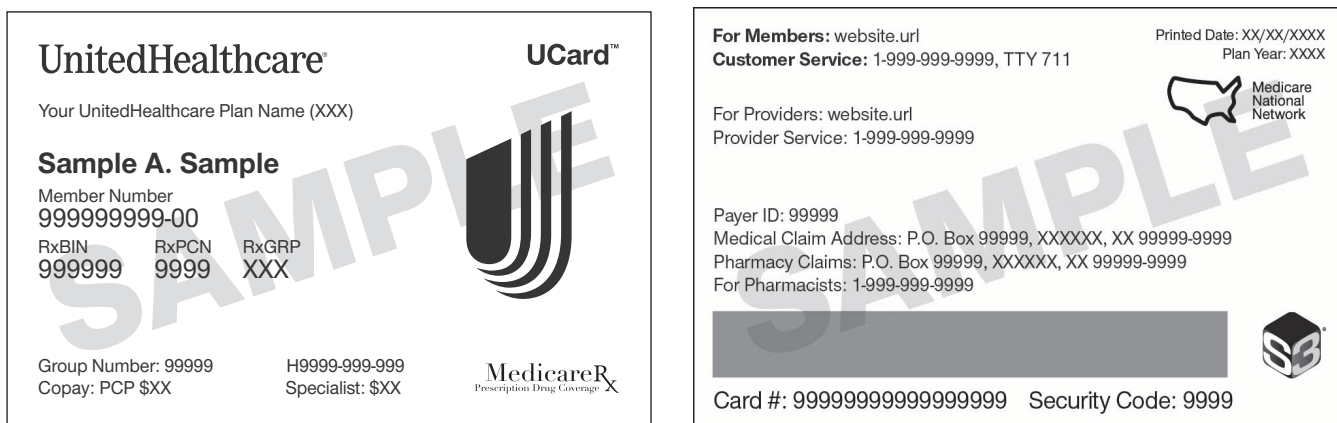 UnitedHealthcare®
UCard™
Your UnitedHealthcare Plan Name (XXX)
Sample A. Sample
Member Number
999999999-00
RxBIN RxPCN RxGRP
999999 9999 XXX
Group Number: 99999 H9999-999-999
Copay: PCP $XX Specialist: $XX
MedicareRx
Prescription Drug Coverage
SAMPLE
For Members: website.url
Customer Service: 1-999-999-9999, TTY 711
Printed Date: XX/XX/XXXX
Plan Year: XXXX
Medicare
National
Network
For Providers: website.url
Provider Service: 1-999-999-9999
Payer ID: 99999
Medical Claim Address: P.O. Box 99999, XXXXXX, XX 99999-9999
Pharmacy Claims: P.O. Box 99999, XXXXXX, XX 99999-9999
For Pharmacists: 1-999-999-9999
S3®
Card #: 99999999999999999 Security Code: 9999
SAMPLE